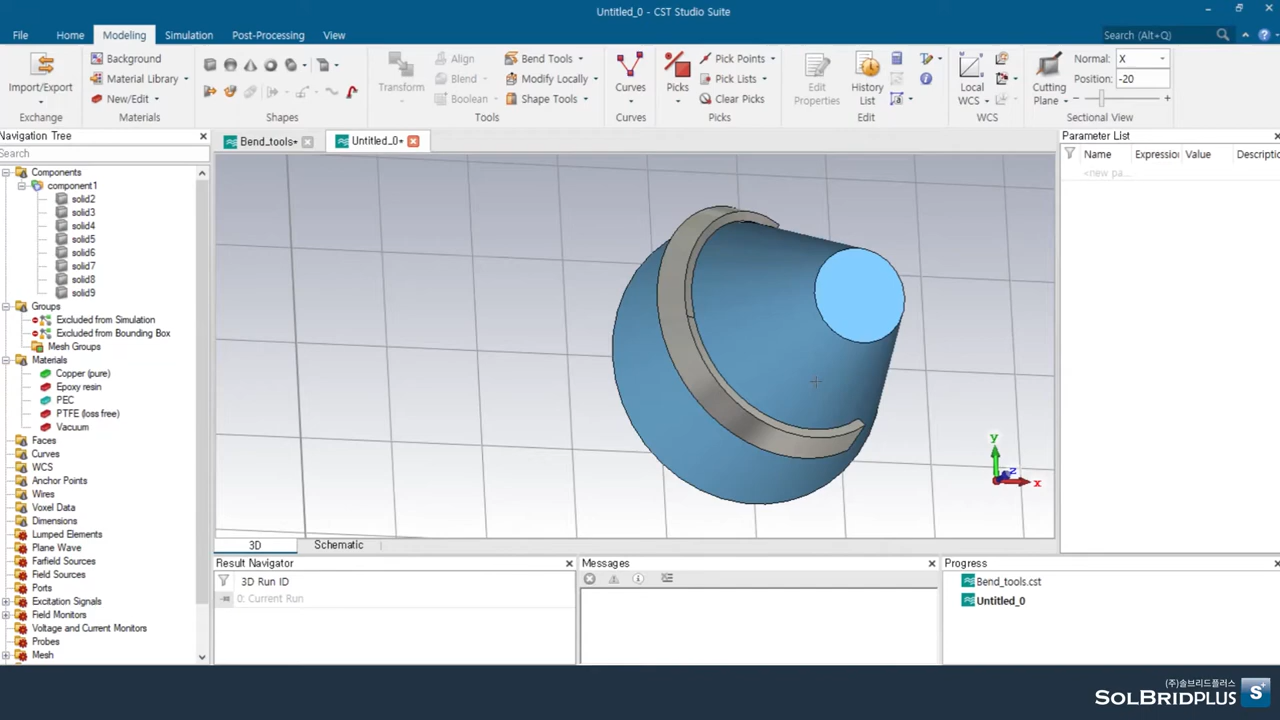 Untitled_0 - CST Studio Suite
File Home Modeling Simulation Post-Processing View Search (Alt+Q)
Import/Export
Exchange
Background
Material Library
New/Edit
Materials
Shapes
Transform
Align
Blend
Boolean
Bend Tools
Modify Locally
Shape Tools
Tools
Curves
Curves
Picks
Pick Points
Pick Lists
Clear Picks
Picks
Edit Properties
History List
Edit
Local WCS
WCS
Cutting Plane
Normal: X
Position: -20
Sectional View
Navigation Tree
Search
Bend_tools*
Untitled_0*
Parameter List
Name Expressio Value Descriptio
<new pa...
Components
component1
solid2
solid3
solid4
solid5
solid6
solid7
solid8
solid9
Groups
Excluded from Simulation
Excluded from Bounding Box
Mesh Groups
Materials
Copper (pure)
Epoxy resin
PEC
PTFE (loss free)
Vacuum
Faces
Curves
WCS
Anchor Points
Wires
Voxel Data
Dimensions
Lumped Elements
Plane Wave
Farfield Sources
Field Sources
Ports
Excitation Signals
Field Monitors
Voltage and Current Monitors
Probes
Mesh
y
z
x
3D Schematic
Result Navigator
3D Run ID
0: Current Run
Messages
Progress
Bend_tools.cst
Untitled_0
(주)솔브리드플러스
SOLBRIDPLUS
S+